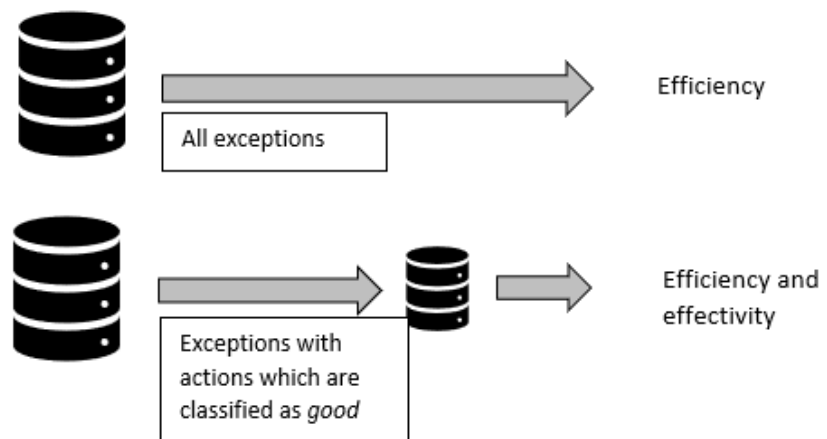 Efficiency
All exceptions
Efficiency and
effectivity
Exceptions with
actions which are
classified as good